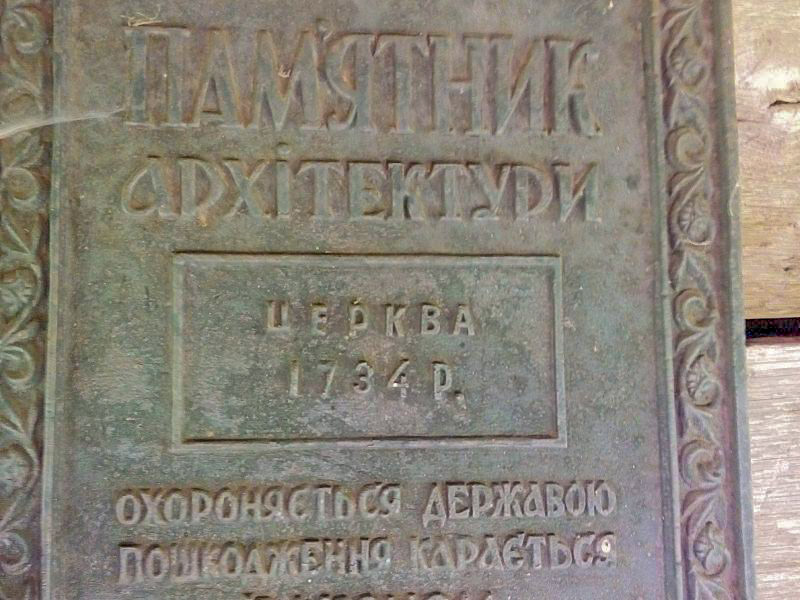 ПАМ'ЯТНИК
АРХІТЕКТУРИ
ЦЕРКВА
1734 р.
ОХОРОНЯЄТЬСЯ ДЕРЖАВОЮ
ПОШКОДЖЕННЯ КАРАЄТЬСЯ